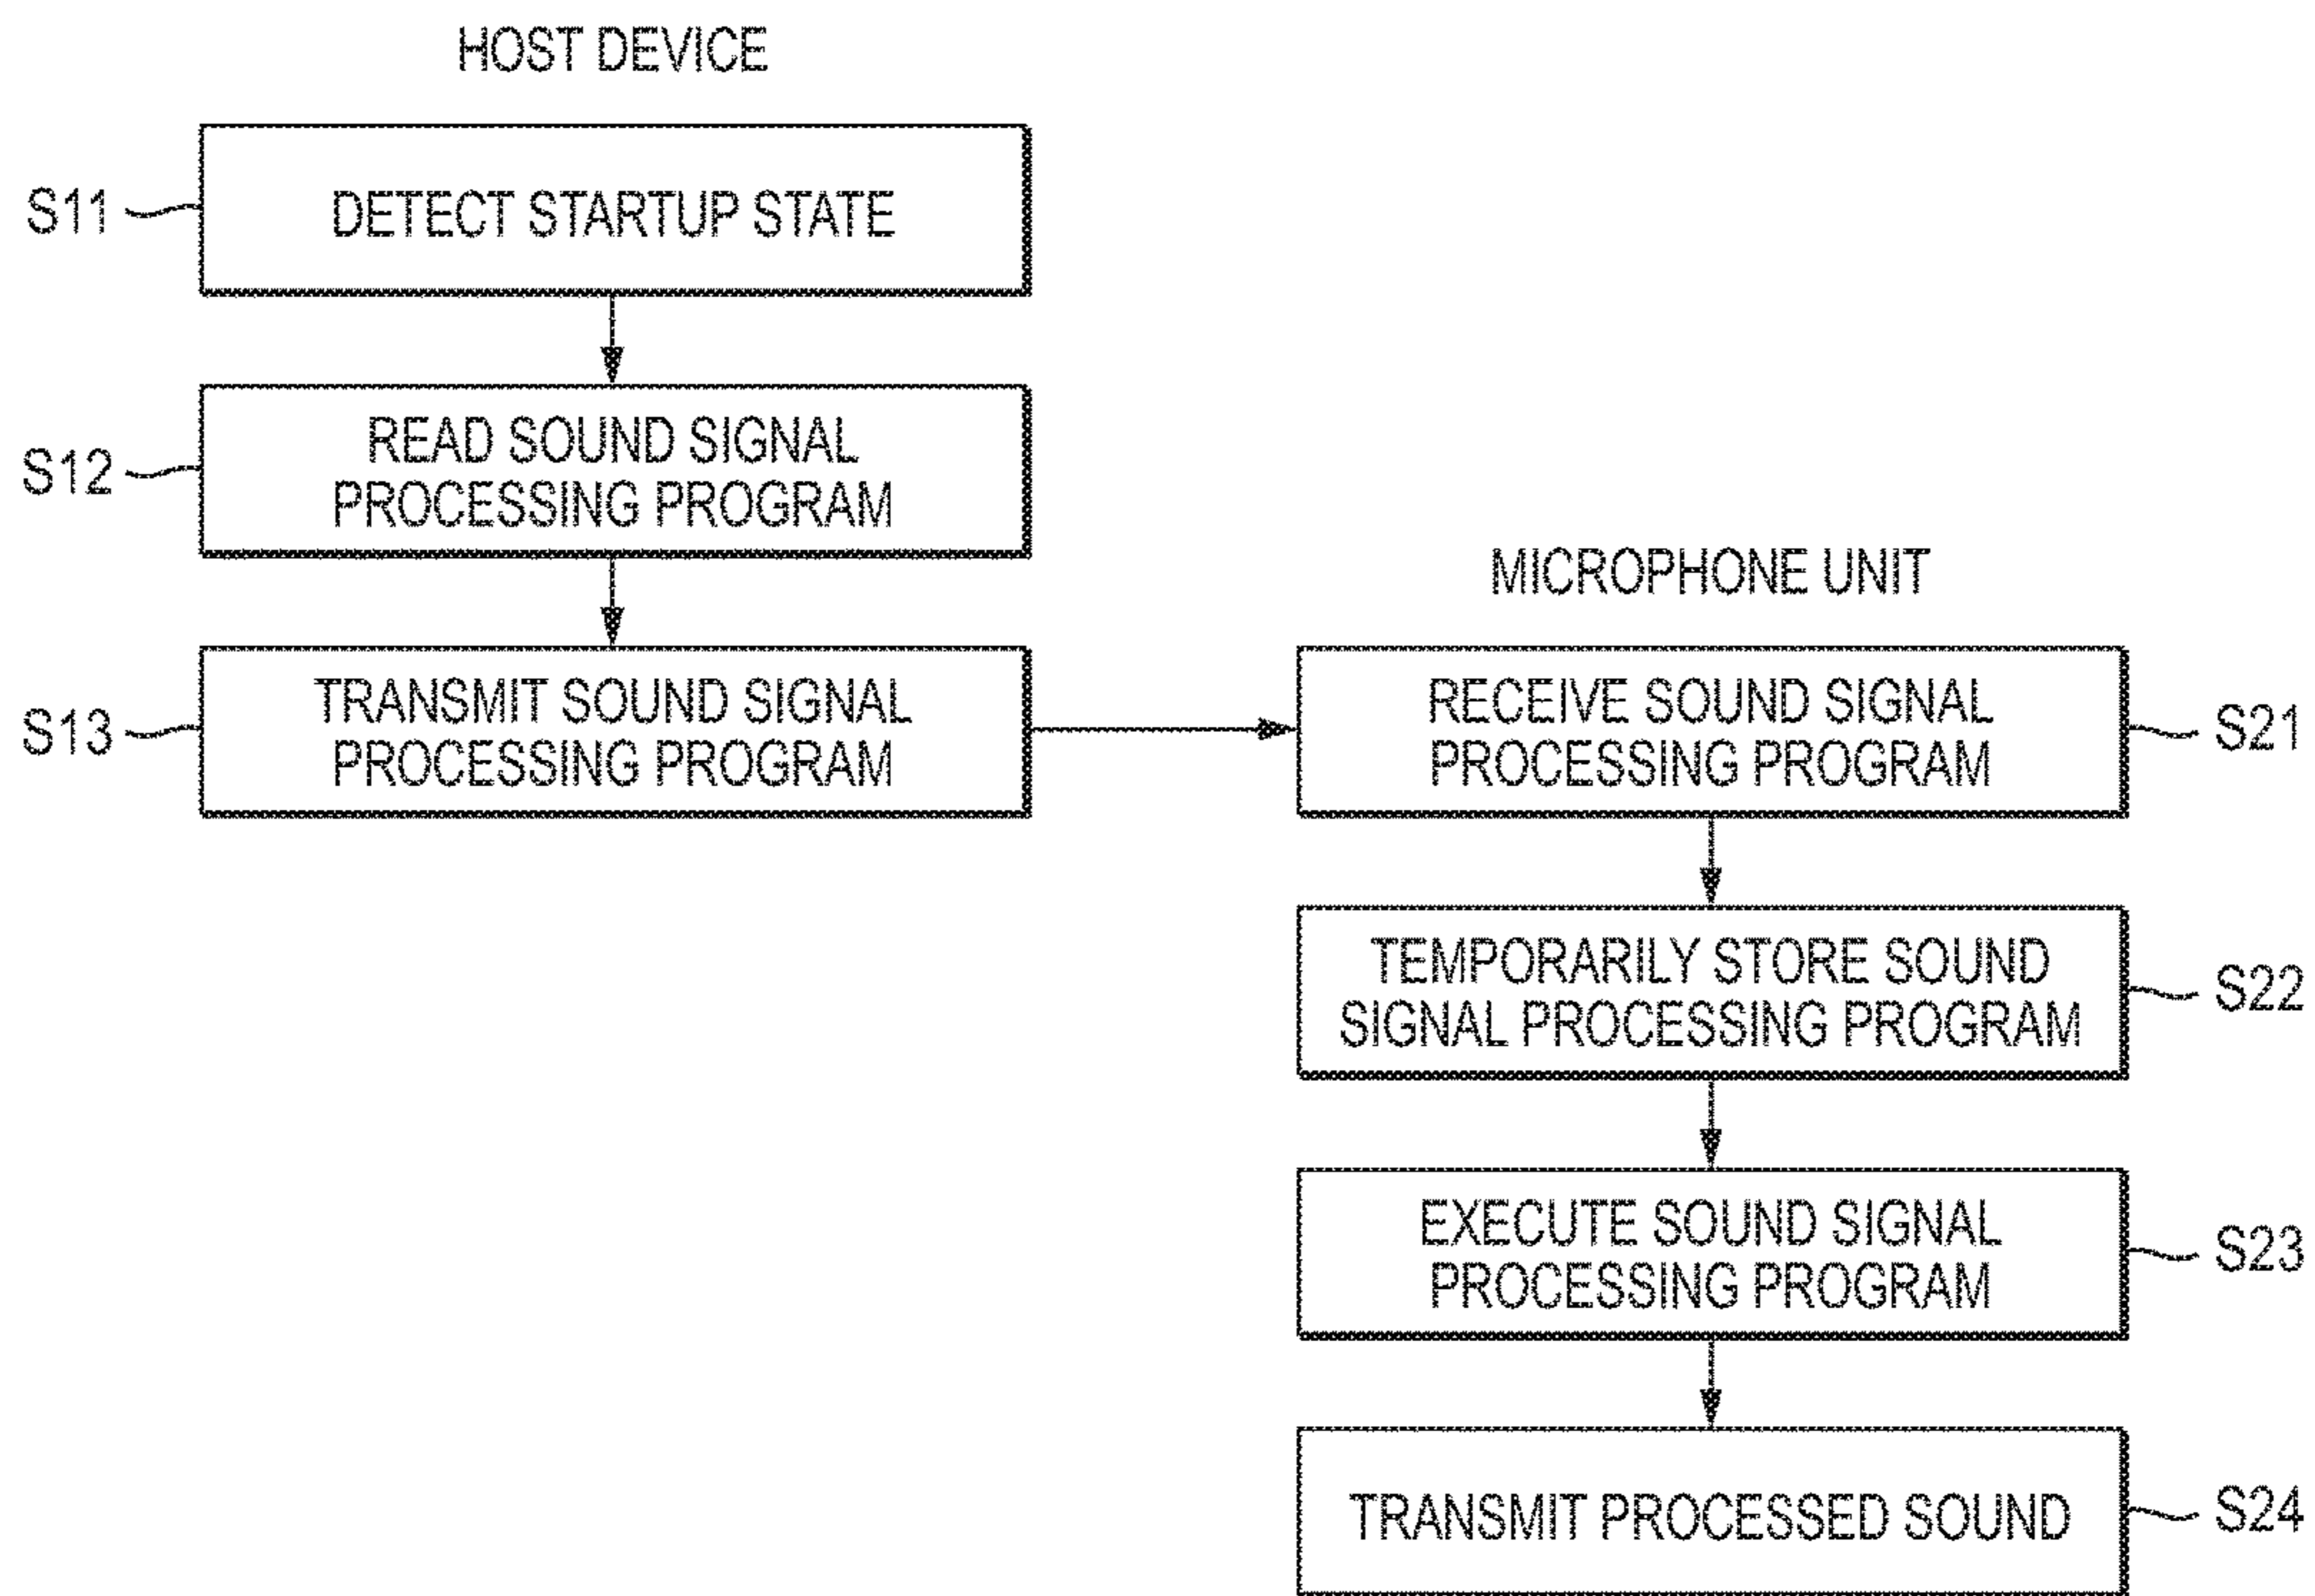 HOST DEVICE
S11
DETECT STARTUP STATE
S12
READ SOUND SIGNAL
PROCESSING PROGRAM
S13
TRANSMIT SOUND SIGNAL
PROCESSING PROGRAM
MICROPHONE UNIT
RECEIVE SOUND SIGNAL
PROCESSING PROGRAM
S21
TEMPORARILY STORE SOUND
SIGNAL PROCESSING PROGRAM
S22
EXECUTE SOUND SIGNAL
PROCESSING PROGRAM
S23
TRANSMIT PROCESSED SOUND
S24